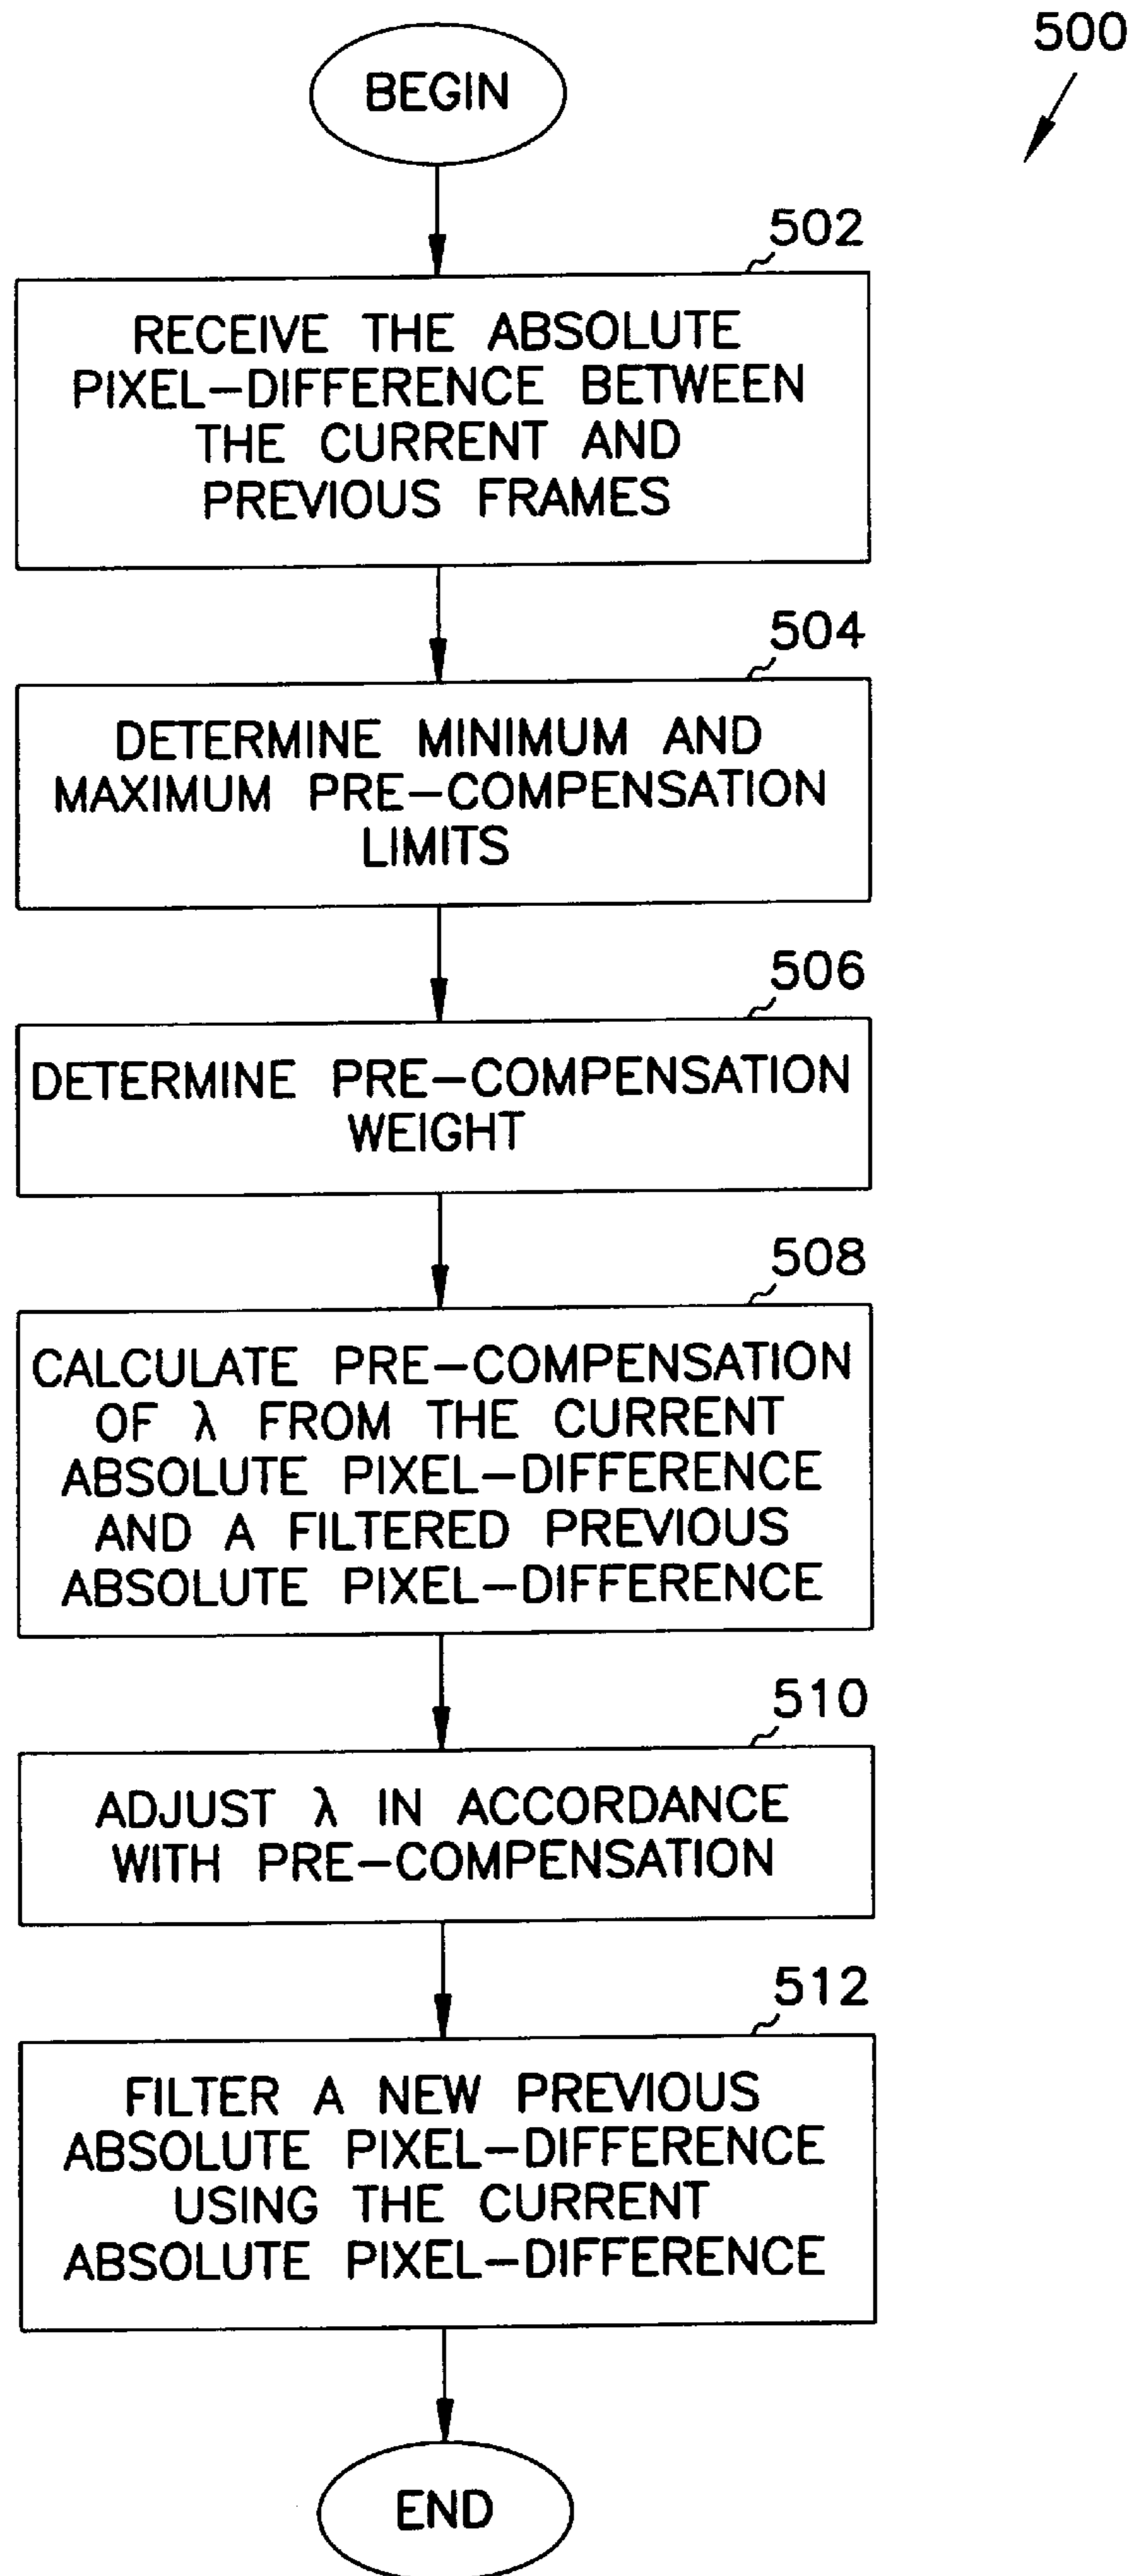 500
BEGIN
502
RECEIVE THE ABSOLUTE
PIXEL-DIFFERENCE BETWEEN
THE CURRENT AND
PREVIOUS FRAMES
504
DETERMINE MINIMUM AND
MAXIMUM PRE-COMPENSATION
LIMITS
506
DETERMINE PRE-COMPENSATION
WEIGHT
508
CALCULATE PRE-COMPENSATION
OF λ FROM THE CURRENT
ABSOLUTE PIXEL-DIFFERENCE
AND A FILTERED PREVIOUS
ABSOLUTE PIXEL-DIFFERENCE
510
ADJUST λ IN ACCORDANCE
WITH PRE-COMPENSATION
512
FILTER A NEW PREVIOUS
ABSOLUTE PIXEL-DIFFERENCE
USING THE CURRENT
ABSOLUTE PIXEL-DIFFERENCE
END